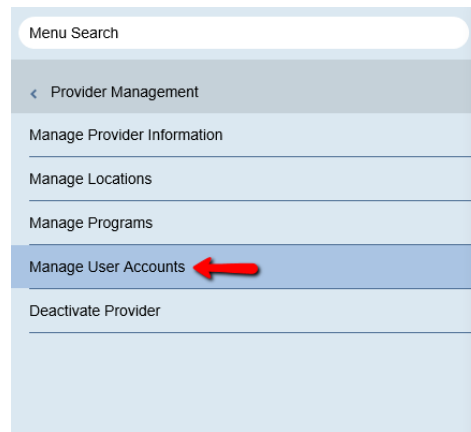 Menu Search
Provider Management
Manage Provider Information
Manage Locations
Manage Programs
Manage User Accounts
Deactivate Provider